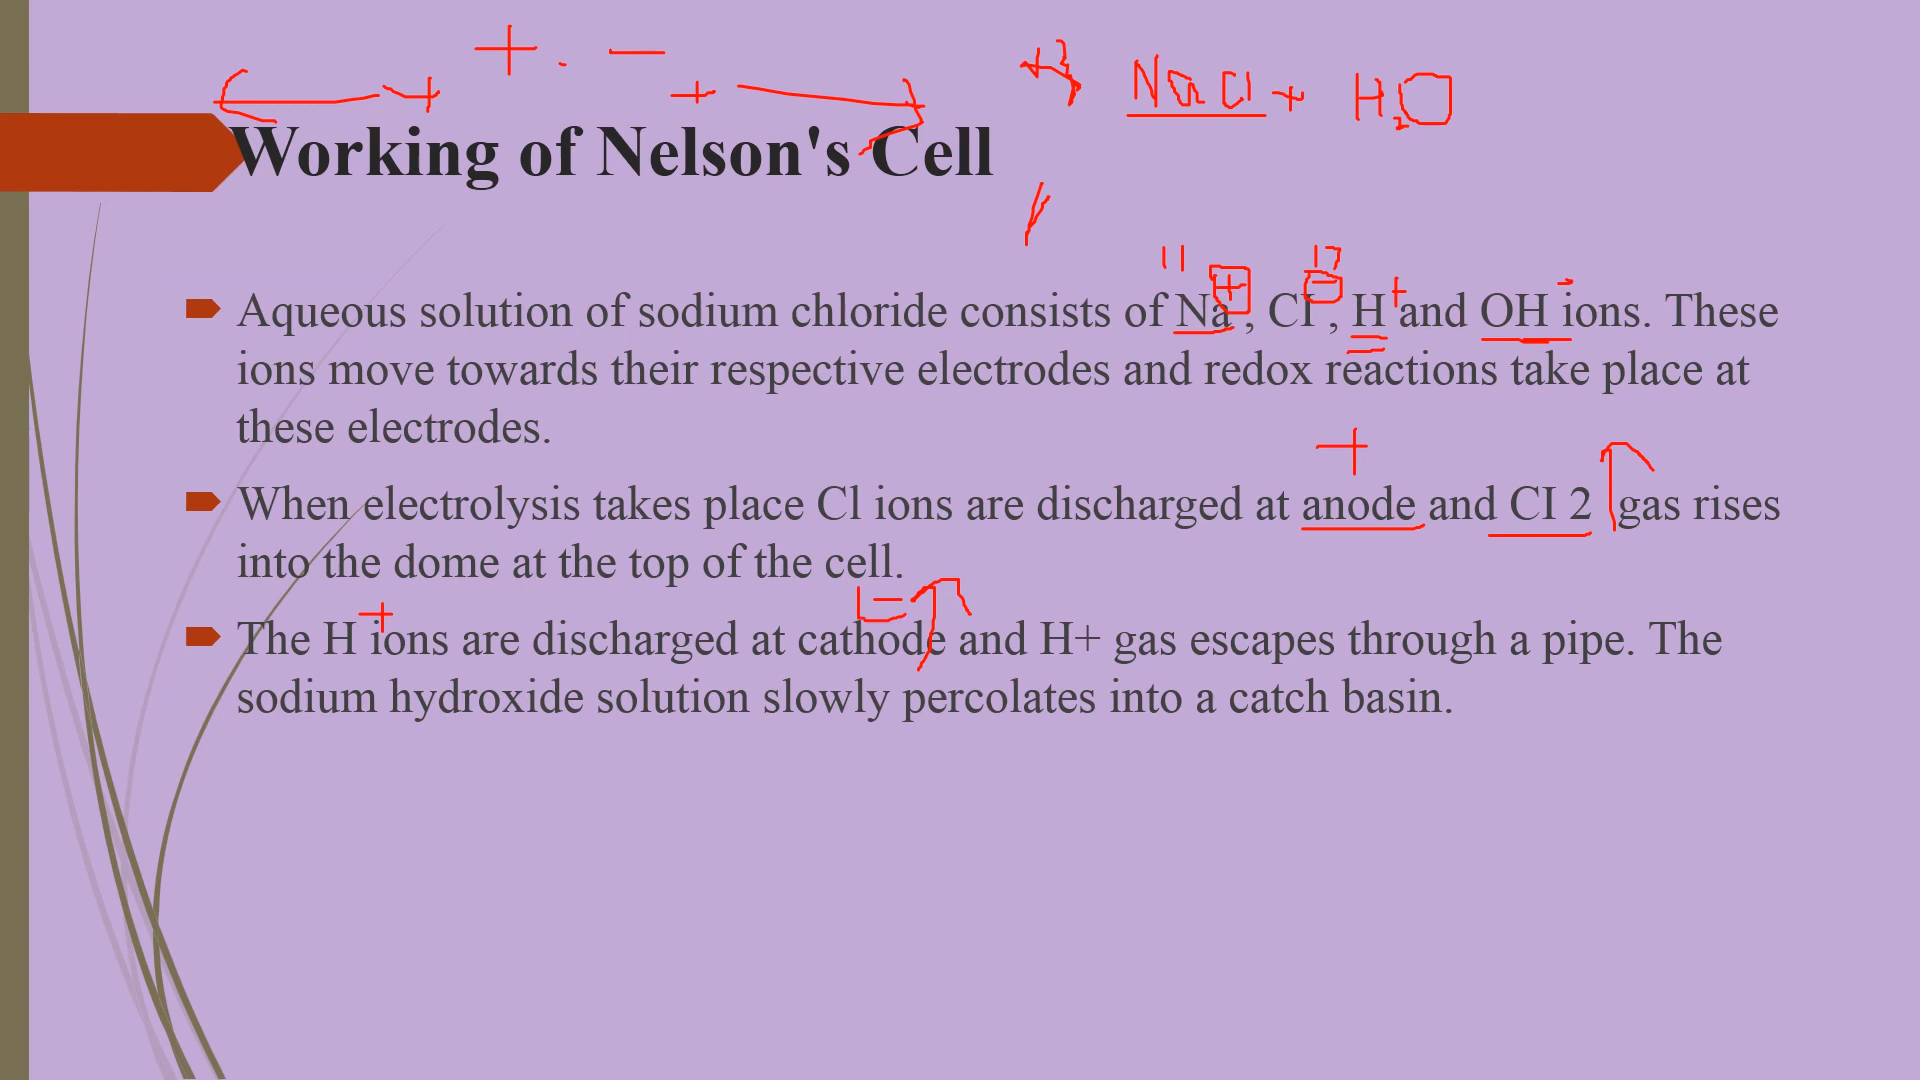 + . −
+ +
NaCl + H2O
Working of Nelson's Cell
11 17
Aqueous solution of sodium chloride consists of Na+, CI−, H+ and OH− ions. These
ions move towards their respective electrodes and redox reactions take place at
these electrodes.
+
When electrolysis takes place Cl ions are discharged at anode and CI 2 gas rises
into the dome at the top of the cell.
+ −
The H ions are discharged at cathode and H+ gas escapes through a pipe. The
sodium hydroxide solution slowly percolates into a catch basin.